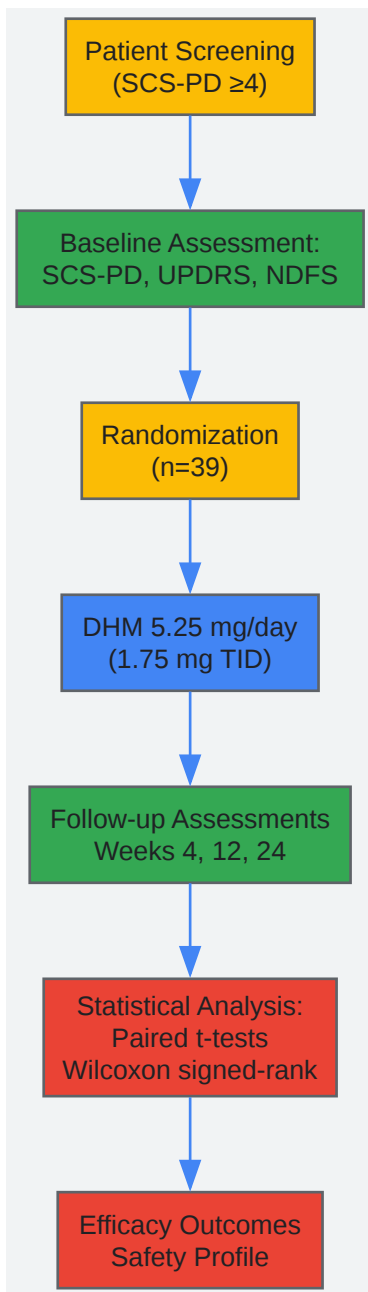 Patient Screening
(SCS-PD ≥4)
Baseline Assessment:
SCS-PD, UPDRS, NDFS
Randomization
(n=39)
DHM 5.25 mg/day
(1.75 mg TID)
Follow-up Assessments
Weeks 4, 12, 24
Statistical Analysis:
Paired t-tests
Wilcoxon signed-rank
Efficacy Outcomes
Safety Profile